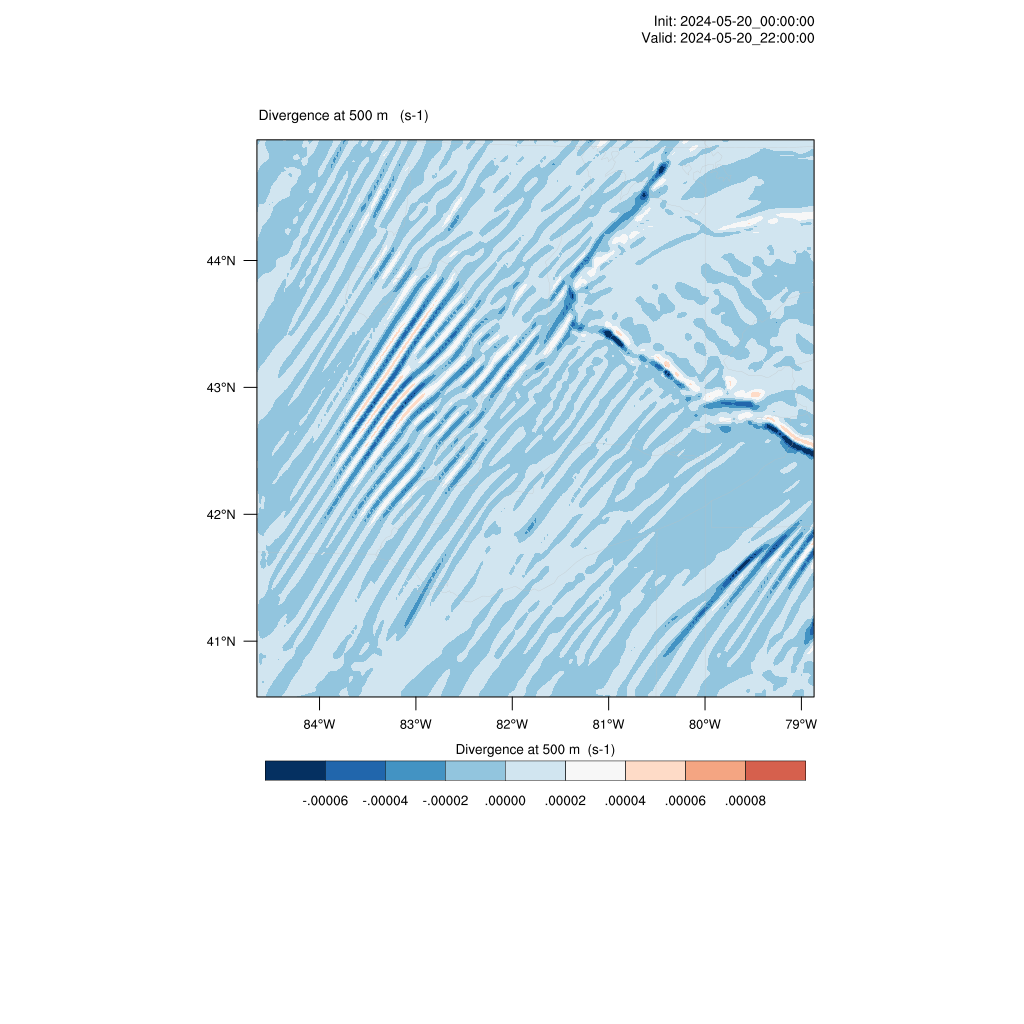 Init: 2024-05-20_00:00:00
Valid: 2024-05-20_22:00:00
Divergence at 500 m (s-1)
44°N
43°N
42°N
41°N
84°W 83°W 82°W 81°W 80°W 79°W
Divergence at 500 m (s-1)
-.00006 -.00004 -.00002 .00000 .00002 .00004 .00006 .00008